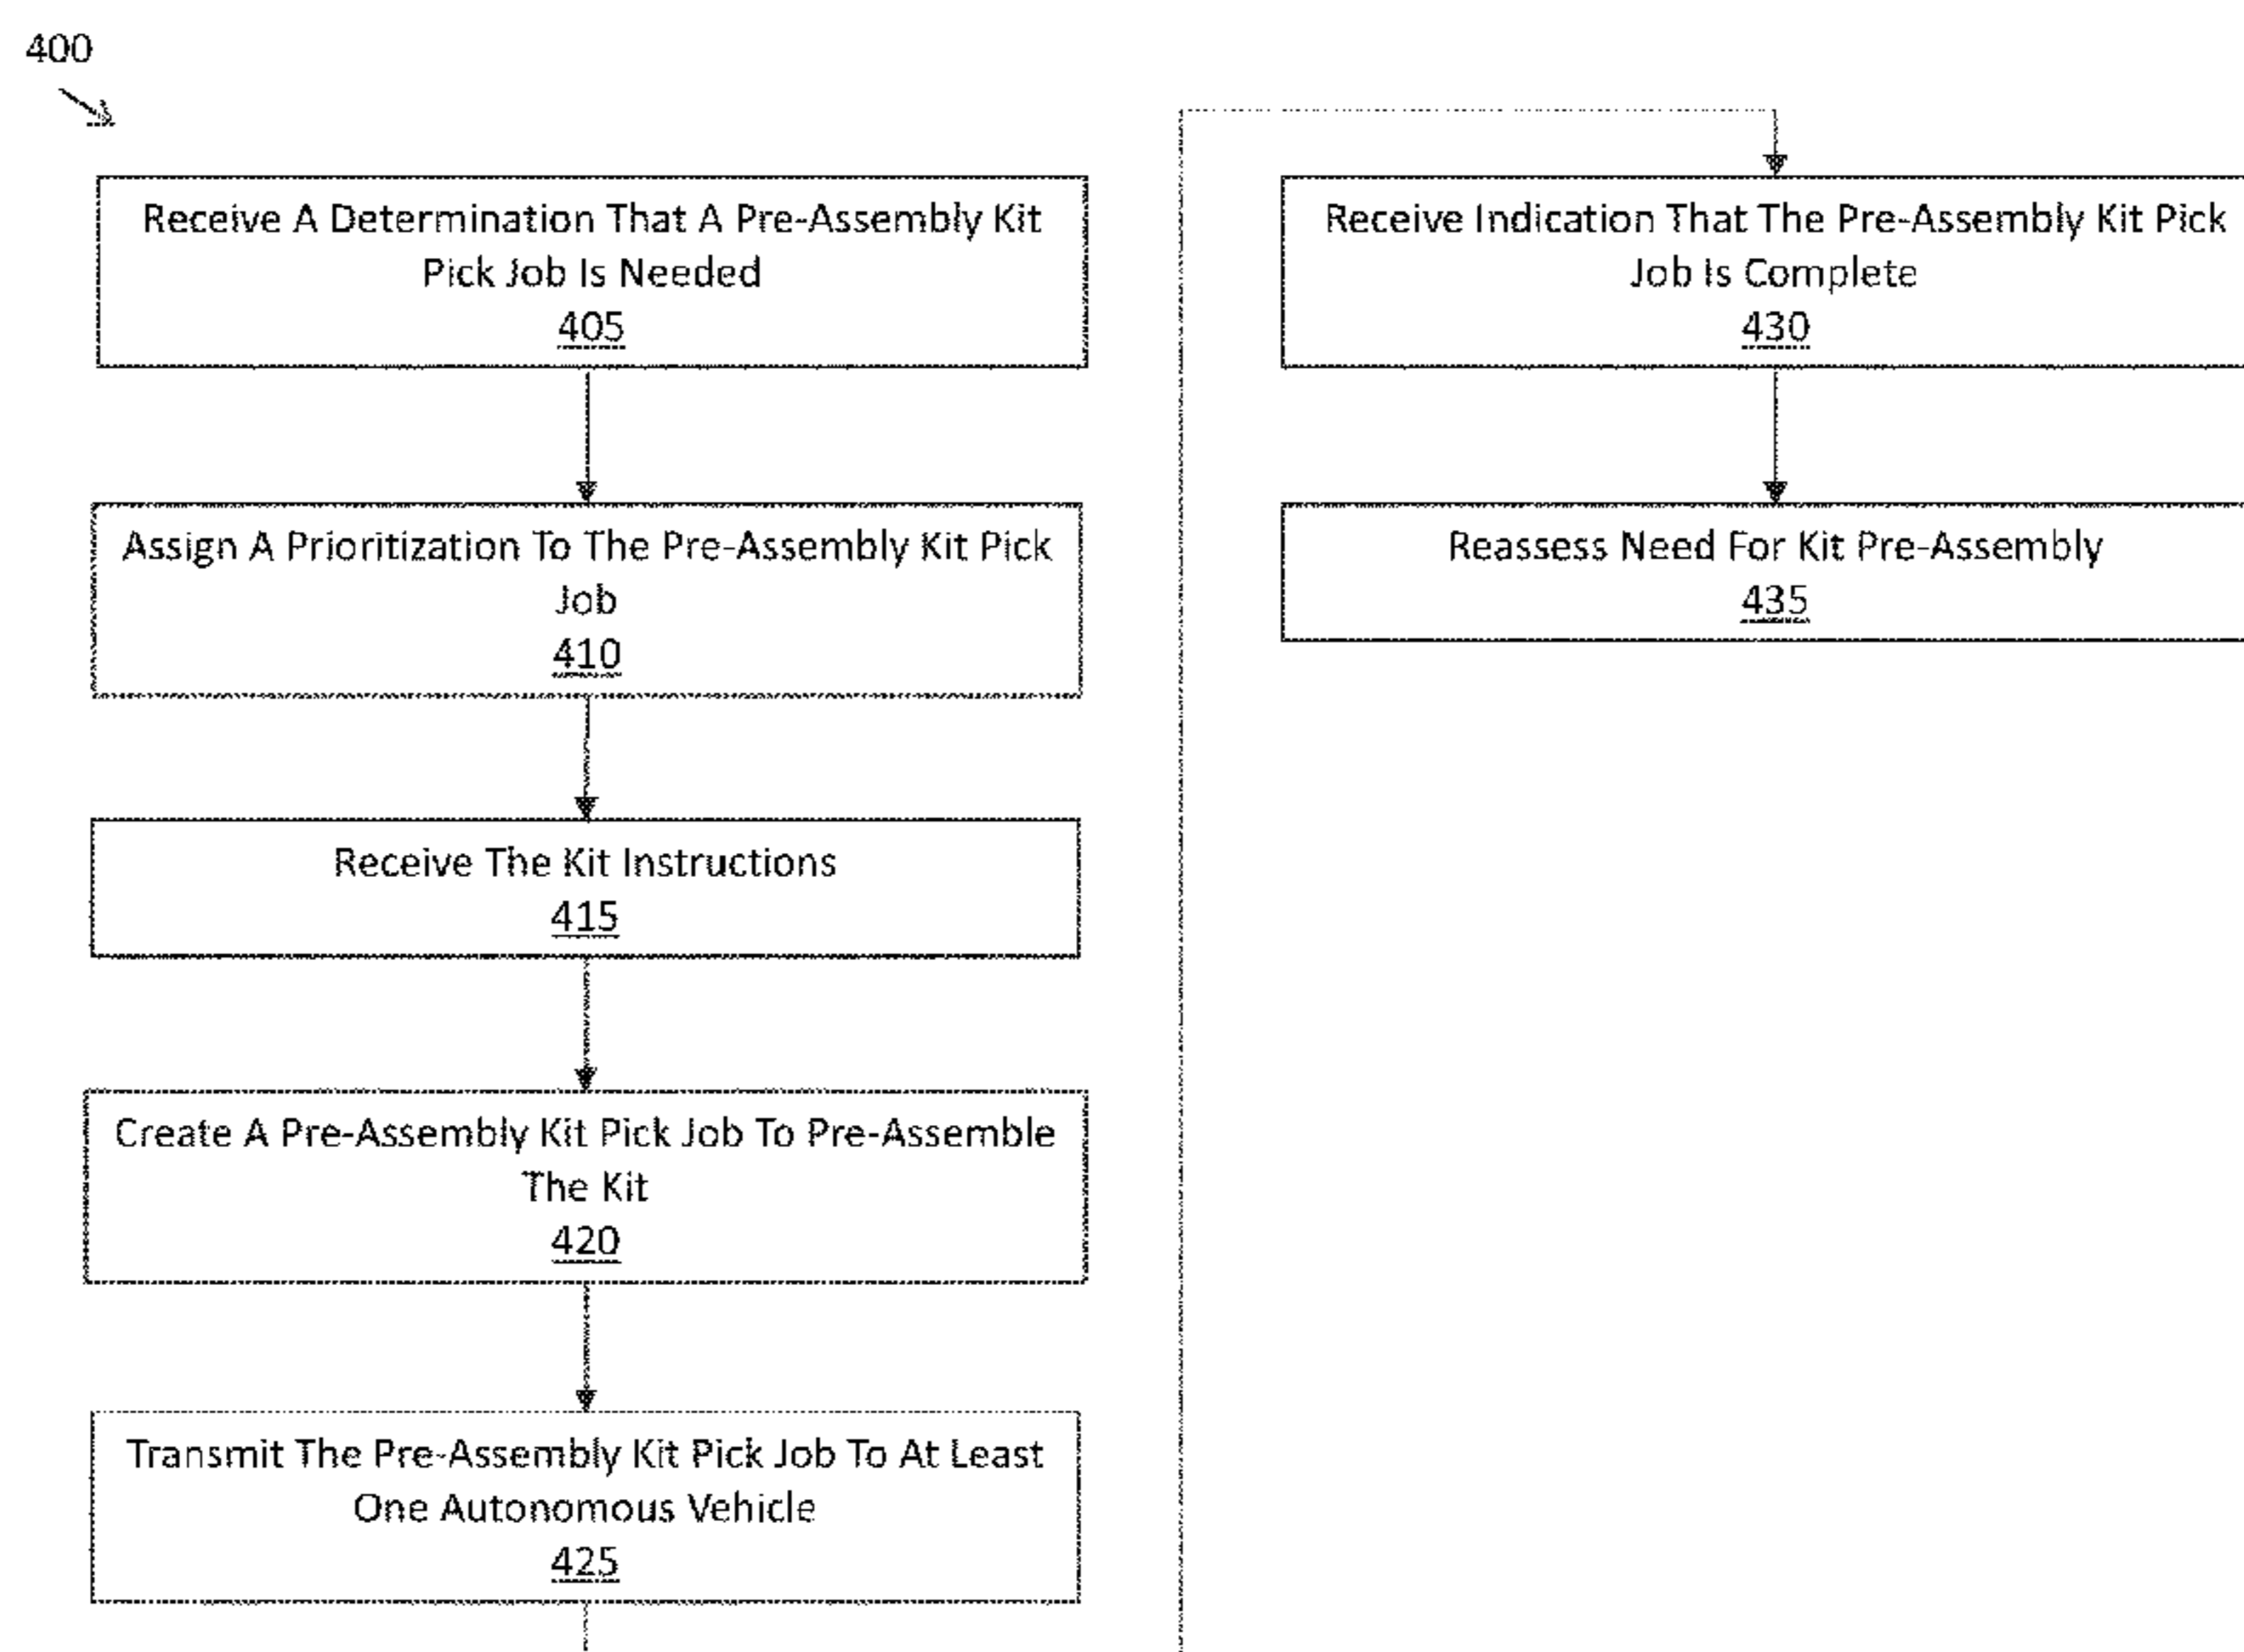 400
Receive A Determination That A Pre-Assembly Kit
Pick Job Is Needed
405
Assign A Prioritization To The Pre-Assembly Kit Pick
Job
410
Receive The Kit Instructions
415
Create A Pre-Assembly Kit Pick Job To Pre-Assemble
The Kit
420
Transmit The Pre-Assembly Kit Pick Job To At Least
One Autonomous Vehicle
425
Receive Indication That The Pre-Assembly Kit Pick
Job Is Complete
430
Reassess Need For Kit Pre-Assembly
435